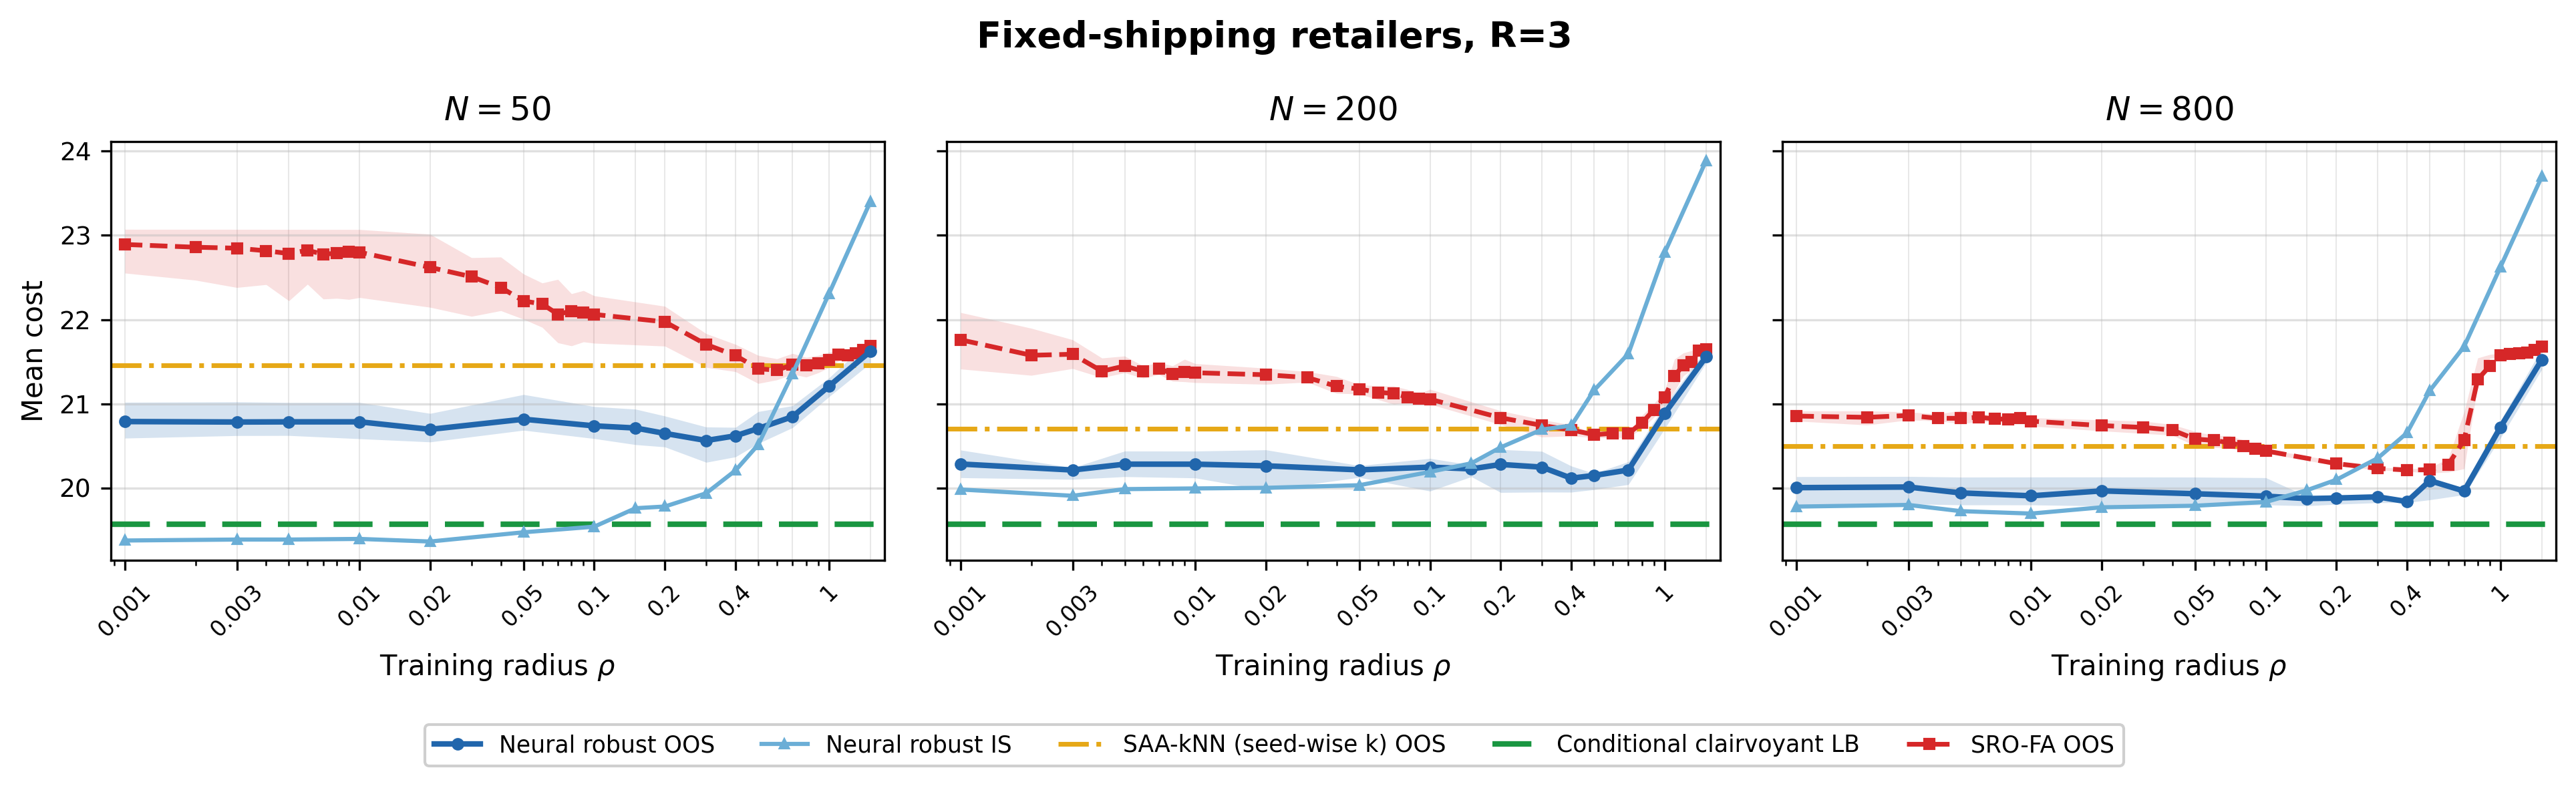 Fixed-shipping retailers, R=3
N = 50
N = 200
N = 800
Mean cost
24
23
22
21
20
0.001 0.003 0.01 0.02 0.05 0.1 0.2 0.4 1
0.001 0.003 0.01 0.02 0.05 0.1 0.2 0.4 1
0.001 0.003 0.01 0.02 0.05 0.1 0.2 0.4 1
Training radius ρ
Training radius ρ
Training radius ρ
Neural robust OOS
Neural robust IS
SAA-kNN (seed-wise k) OOS
Conditional clairvoyant LB
SRO-FA OOS